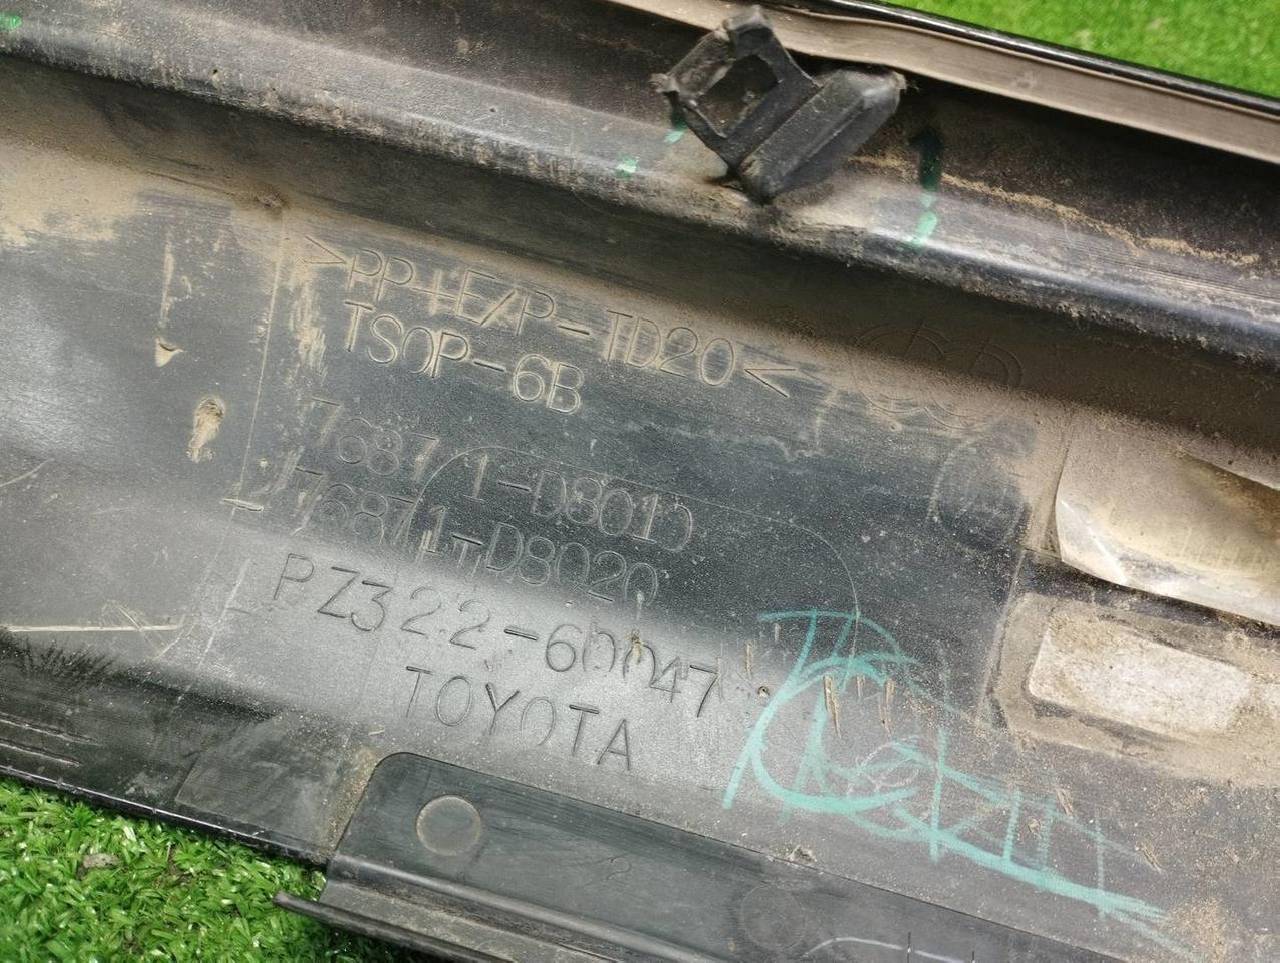 >PP+E/P-TD20<
TSOP-6B
76871-D8010
76871-D8020
PZ322-60047
TOYOTA